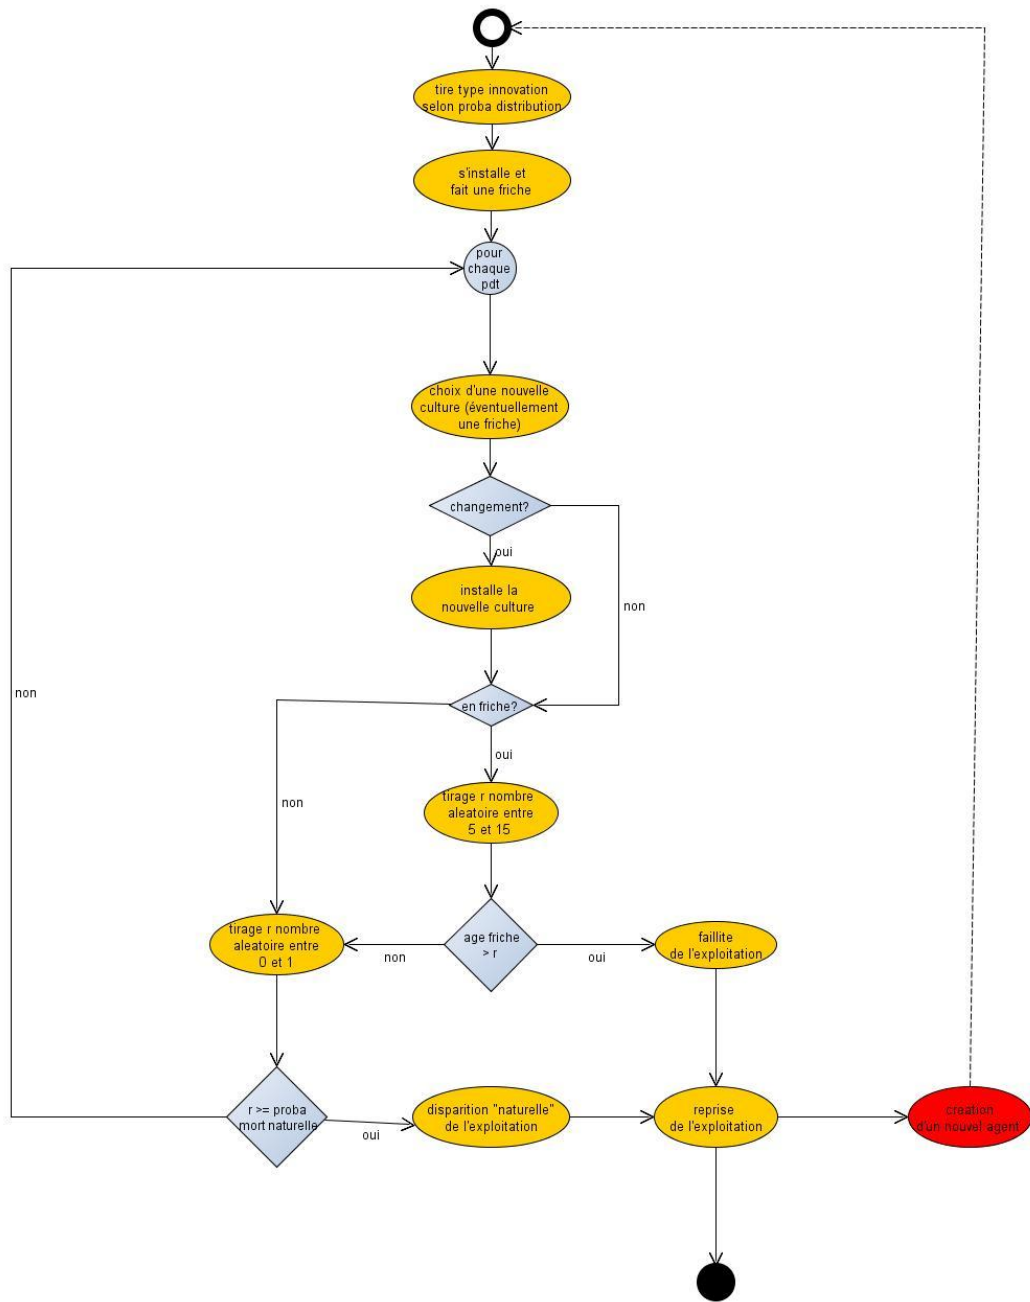 tire type innovation
selon proba distribution
s'installe et
fait une friche
pour
chaque
pdt
choix d'une nouvelle
culture (éventuellement
une friche)
changement?
oui
installe la
nouvelle culture
non
non
en friche?
oui
non
tirage r nombre
aleatoire entre
5 et 15
tirage r nombre
aleatoire entre
0 et 1
non
age friche
> r
oui
faillite
de l'exploitation
r >= proba
mort naturelle
oui
disparition "naturelle"
de l'exploitation
reprise
de l'exploitation
creation
d'un nouvel agent